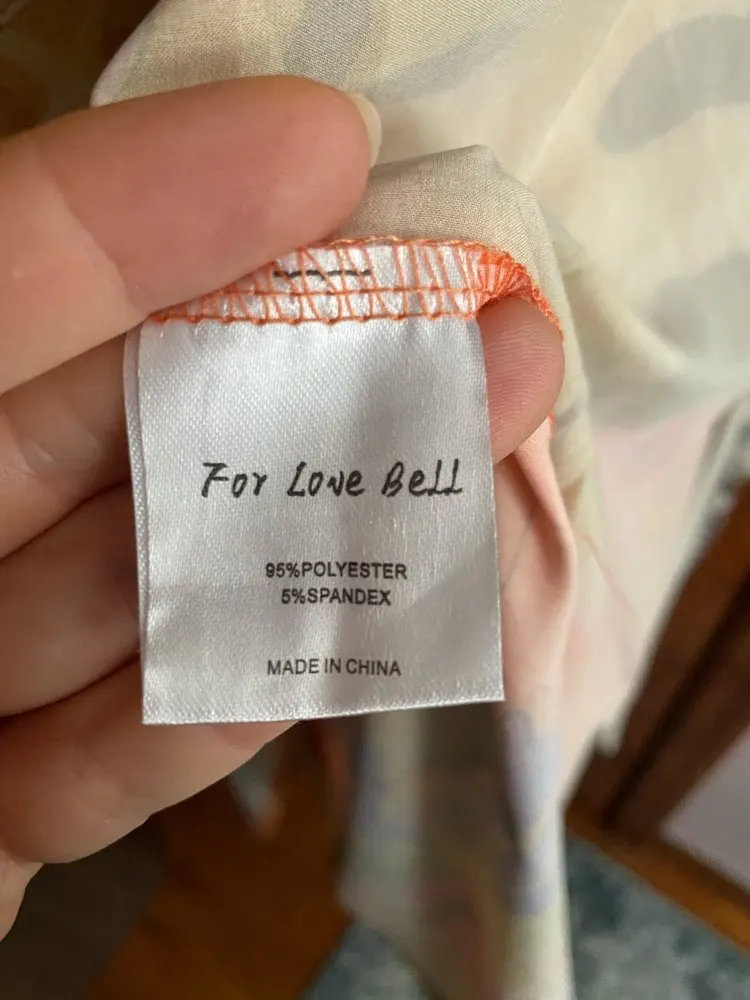 For Love Bell
95%POLYESTER
5%SPANDEX
MADE IN CHINA